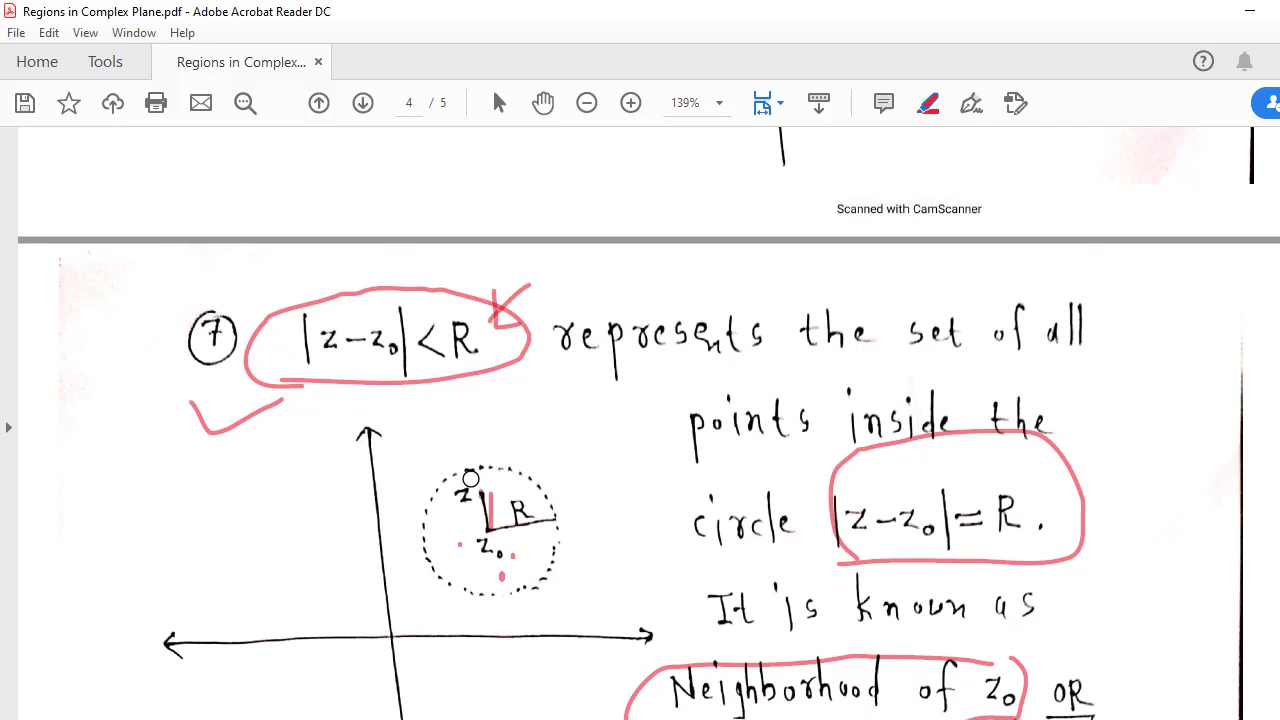 Regions in Complex Plane.pdf - Adobe Acrobat Reader DC
File Edit View Window Help
Home Tools Regions in Complex... ×
4 / 5 139%
Scanned with CamScanner
7 |z-z₀| < R represents the set of all
points inside the
circle |z-z₀| = R.
It is known as
Neighborhood of z₀ OR
z
R
z₀